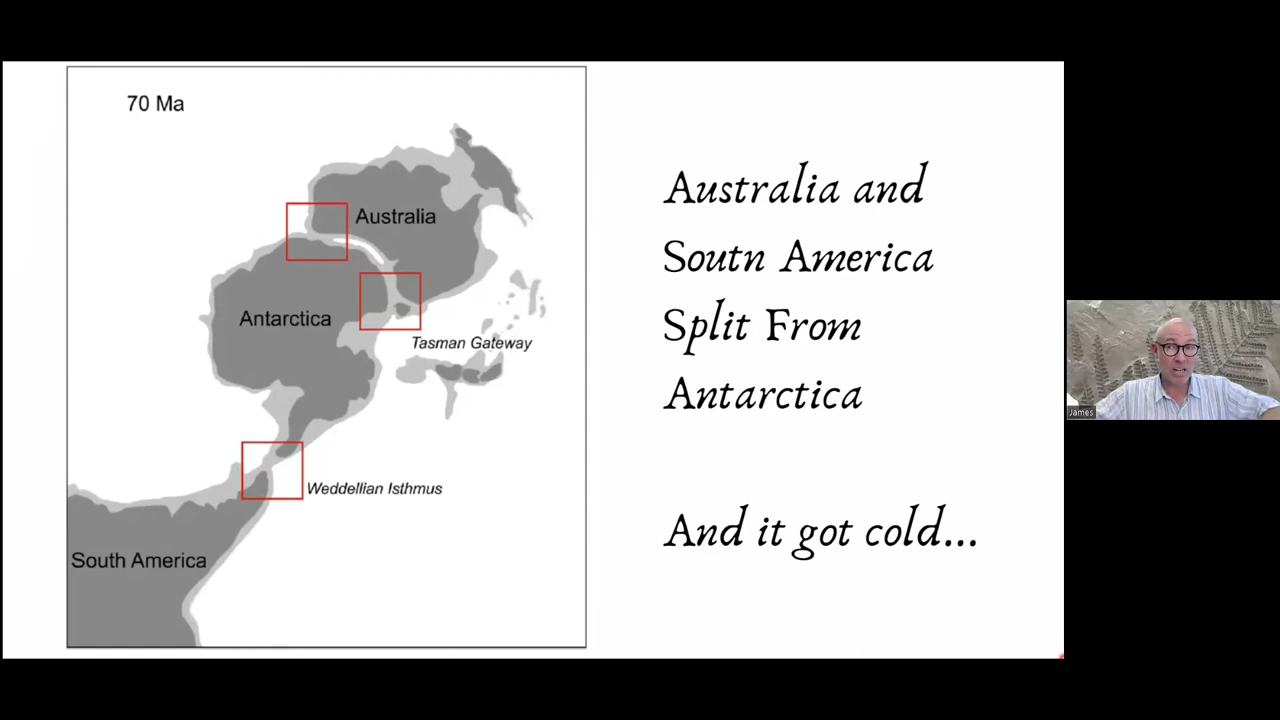 70 Ma
Australia
Antarctica
Tasman Gateway
Weddellian Isthmus
South America
Australia and
Soutn America
Split From
Antarctica
And it got cold...
James